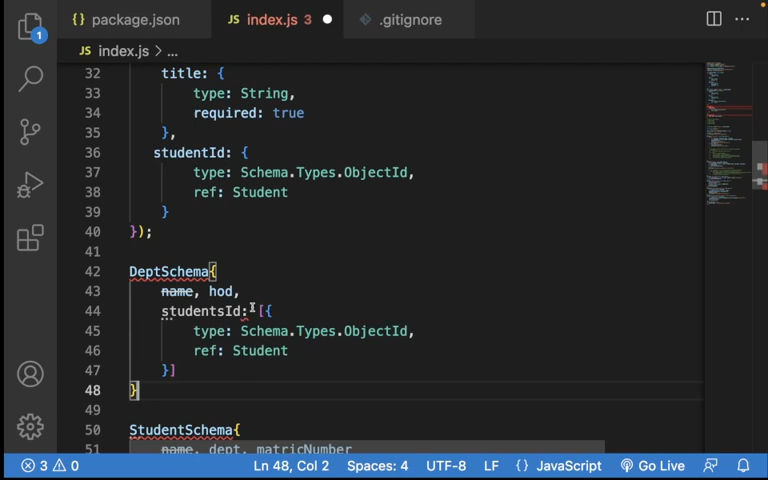 {} package.json
JS index.js 3
.gitignore
JS index.js > ...
1
32 title: {
33 type: String,
34 required: true
35 },
36 studentId: {
37 type: Schema.Types.ObjectId,
38 ref: Student
39 }
40 });
41
42 DeptSchema{
43 name, hod,
44 studentsId: [{
45 type: Schema.Types.ObjectId,
46 ref: Student
47 }]
48 }
49
50 StudentSchema{
51 name, dept, matricNumber
3 0 Ln 48, Col 2 Spaces: 4 UTF-8 LF {} JavaScript Go Live